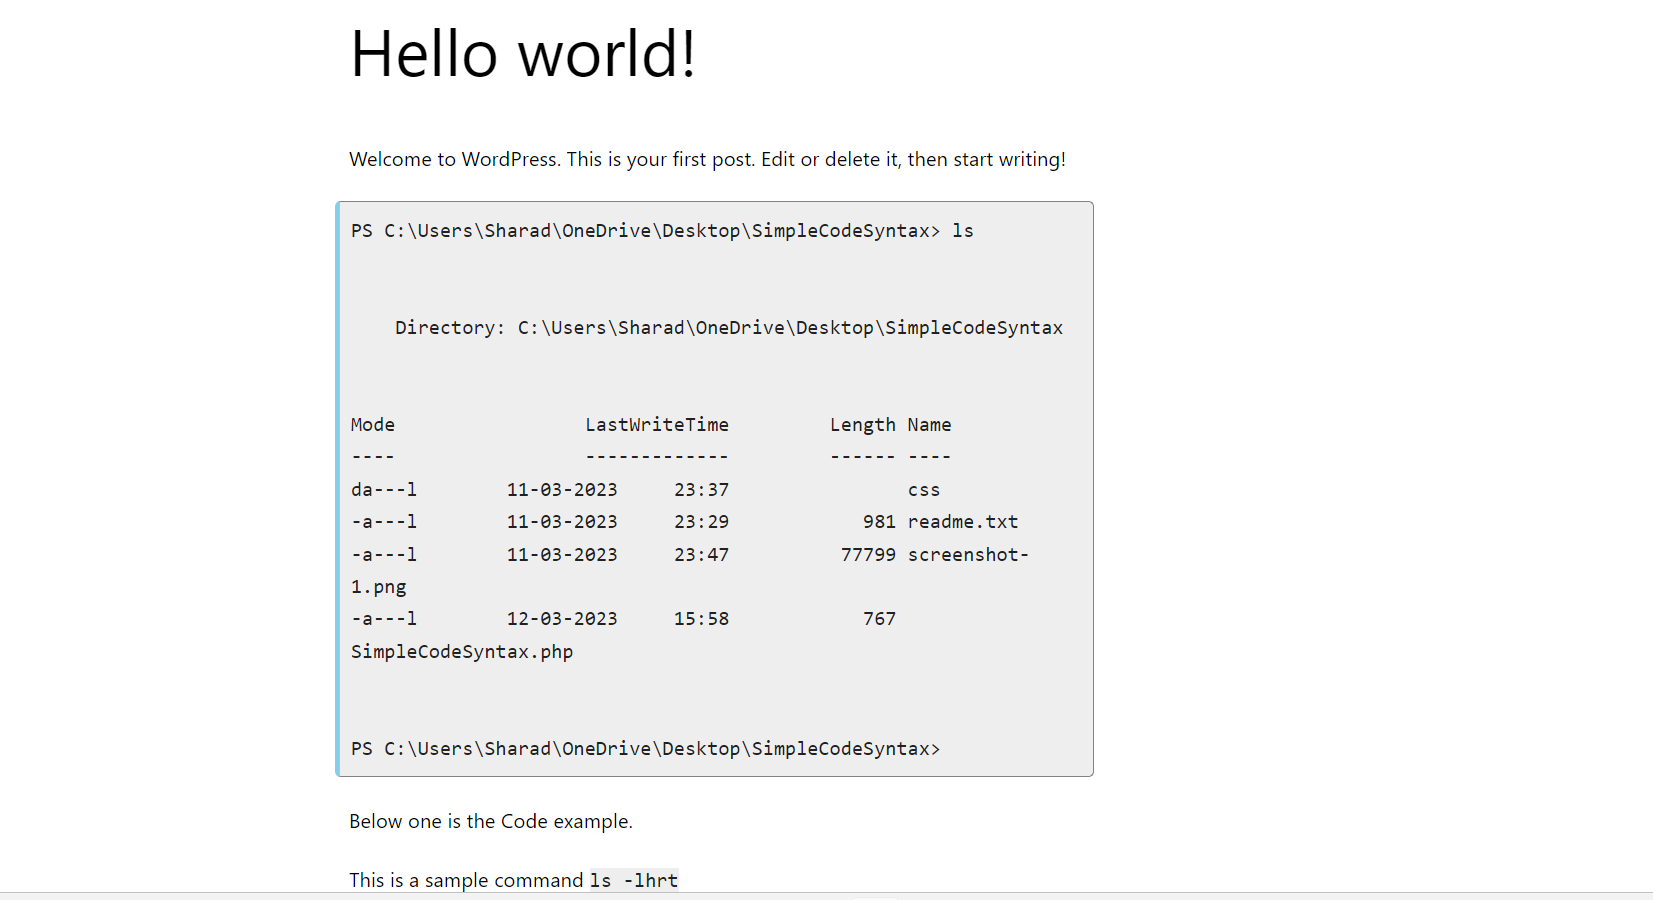 Hello world!
Welcome to WordPress. This is your first post. Edit or delete it, then start writing!
PS C:\Users\Sharad\OneDrive\Desktop\SimpleCodeSyntax> ls
    Directory: C:\Users\Sharad\OneDrive\Desktop\SimpleCodeSyntax
Mode                 LastWriteTime         Length Name
----                 -------------         ------ ----
da---l        11-03-2023     23:37                css
-a---l        11-03-2023     23:29            981 readme.txt
-a---l        11-03-2023     23:47          77799 screenshot-
1.png
-a---l        12-03-2023     15:58            767
SimpleCodeSyntax.php
PS C:\Users\Sharad\OneDrive\Desktop\SimpleCodeSyntax>
Below one is the Code example.
This is a sample command ls -lhrt